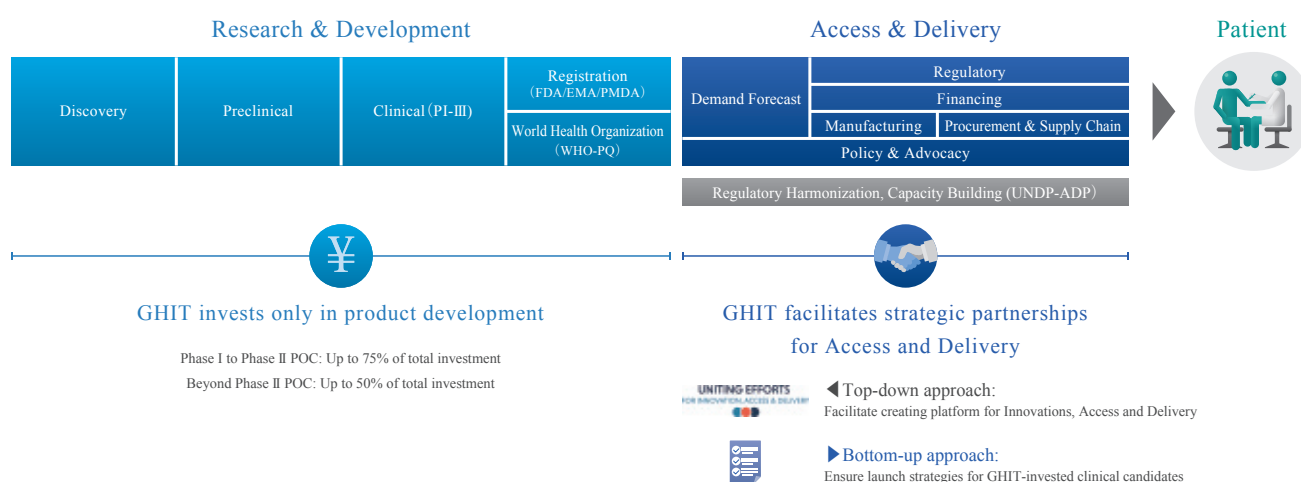 Research & Development
Access & Delivery
Patient
Discovery
Preclinical
Clinical (PI-III)
Registration
(FDA/EMA/PMDA)
World Health Organization
(WHO-PQ)
Demand Forecast
Regulatory
Financing
Manufacturing
Procurement & Supply Chain
Policy & Advocacy
Regulatory Harmonization, Capacity Building (UNDP-ADP)
¥
GHIT invests only in product development
Phase I to Phase II POC: Up to 75% of total investment
Beyond Phase II POC: Up to 50% of total investment
GHIT facilitates strategic partnerships
for Access and Delivery
UNITING EFFORTS
FOR INNOVATION, ACCESS & DELIVERY
◀Top-down approach:
Facilitate creating platform for Innovations, Access and Delivery
▶Bottom-up approach:
Ensure launch strategies for GHIT-invested clinical candidates